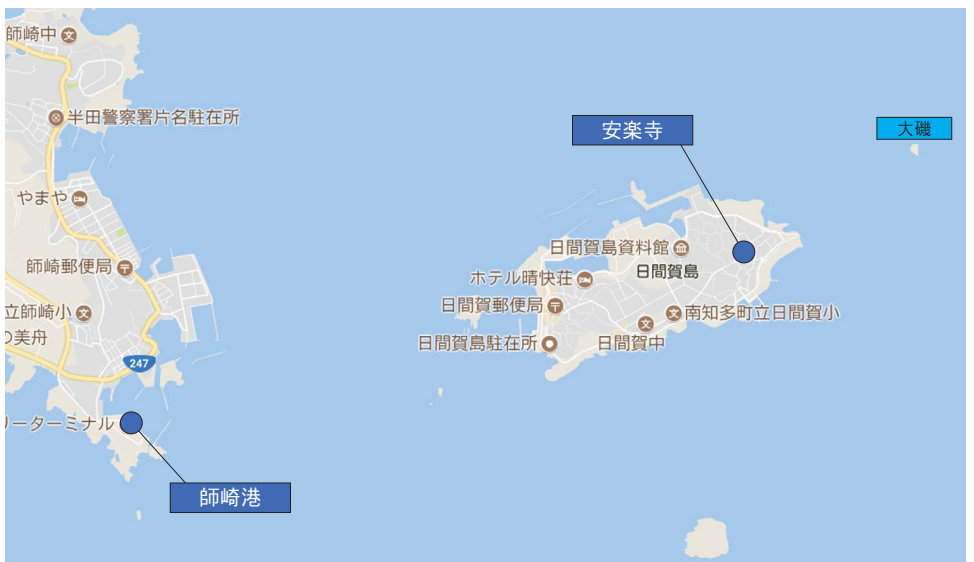 師崎中
半田警察署片名駐在所
やまや
師崎郵便局
立師崎小
の美舟
247
リーターミナル
師崎港
安楽寺
大磯
日間賀島資料館
日間賀島
ホテル晴快荘
日間賀郵便局
南知多町立日間賀小
日間賀島駐在所
日間賀中